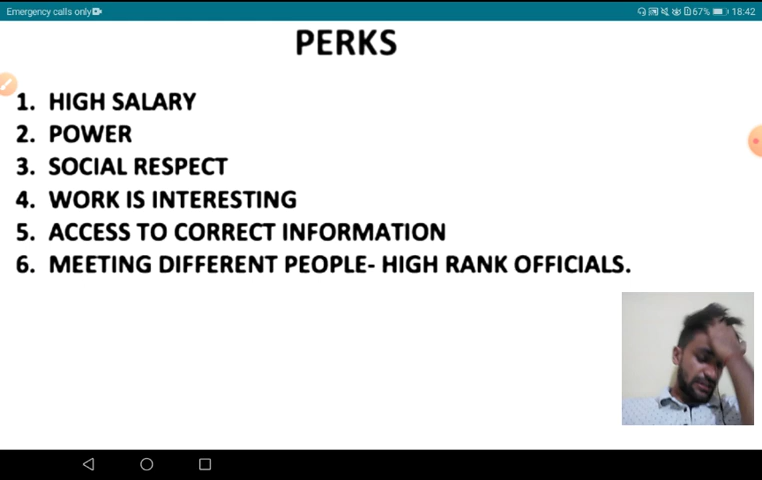 Emergency calls only
67% 18:42
PERKS
1. HIGH SALARY
2. POWER
3. SOCIAL RESPECT
4. WORK IS INTERESTING
5. ACCESS TO CORRECT INFORMATION
6. MEETING DIFFERENT PEOPLE- HIGH RANK OFFICIALS.